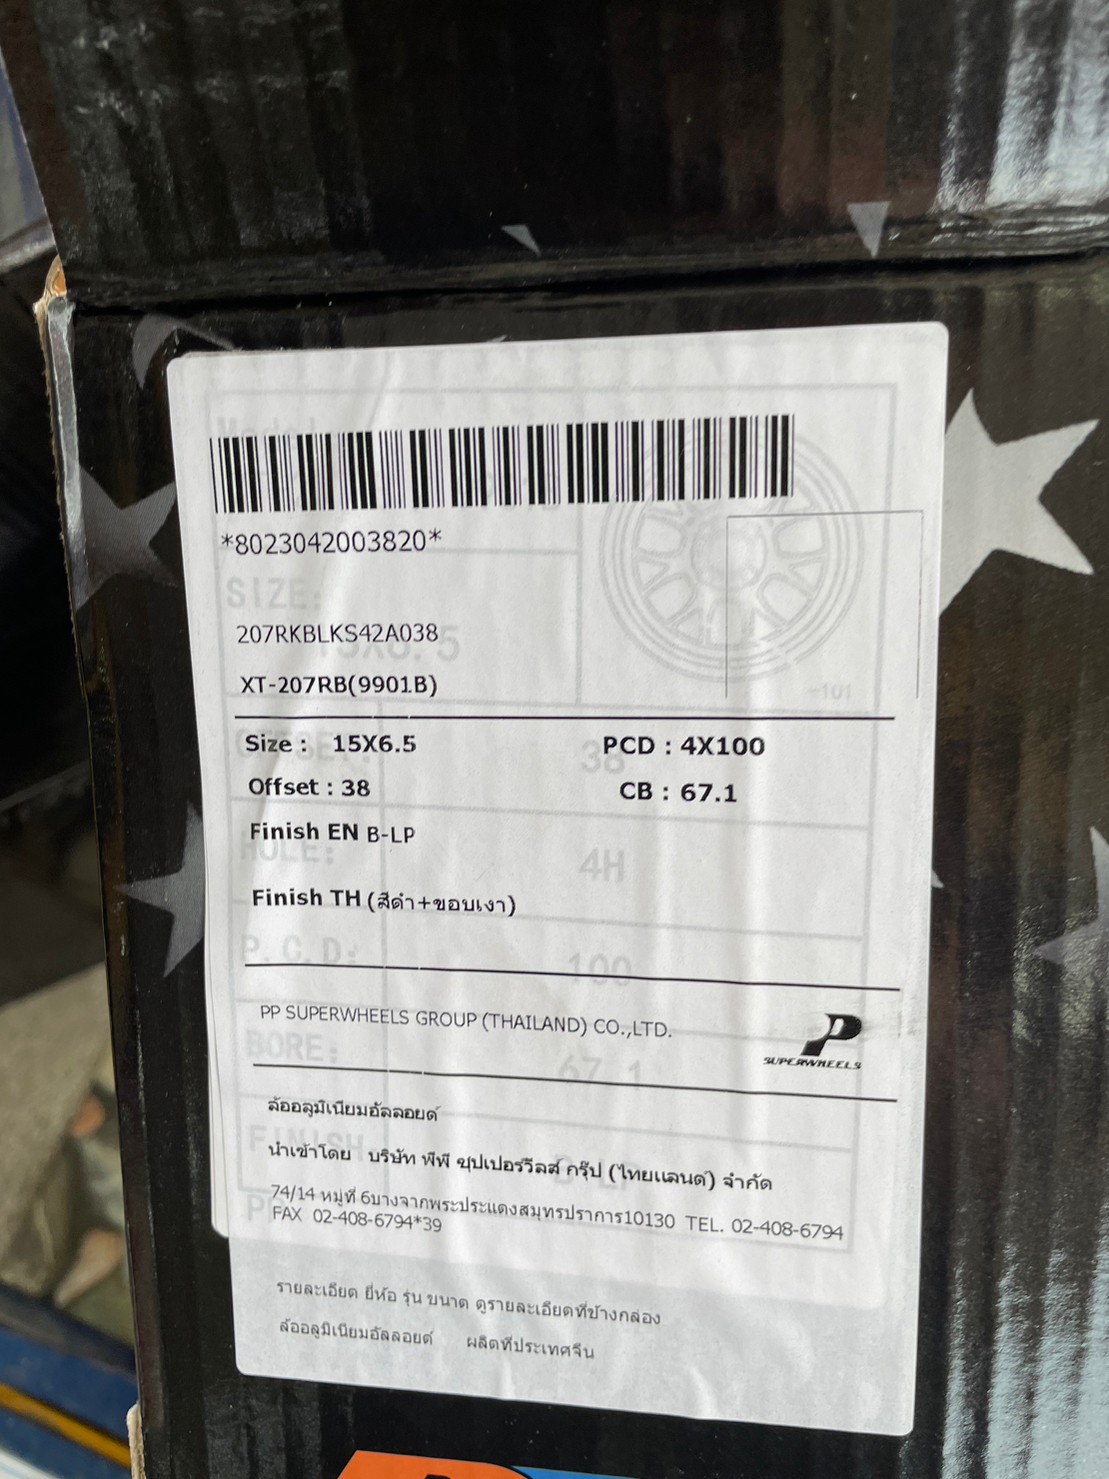 *8023042003820*
207RKBLKS42A038
XT-207RB(9901B)
Size : 15X6.5 PCD : 4X100
Offset : 38 CB : 67.1
Finish EN B-LP
Finish TH (สีดำ+ขอบเงา)
PP SUPERWHEELS GROUP (THAILAND) CO.,LTD.
P
SUPERWHEELS
ล้ออลูมิเนียมอัลลอยด์
นำเข้าโดย บริษัท พีพี ซุปเปอร์วีลส์ กรุ๊ป (ไทยแลนด์) จำกัด
74/14 หมู่ที่ 6บางจากพระประแดงสมุทรปราการ10130 TEL. 02-408-6794
FAX 02-408-6794*39
รายละเอียด ยี่ห้อ รุ่น ขนาด ดูรายละเอียดที่ข้างกล่อง
ล้ออลูมิเนียมอัลลอยด์ ผลิตที่ประเทศจีน
SIZE:
38
HOLE:
4H
P.C.D:
100
BORE:
67.1
FINISH